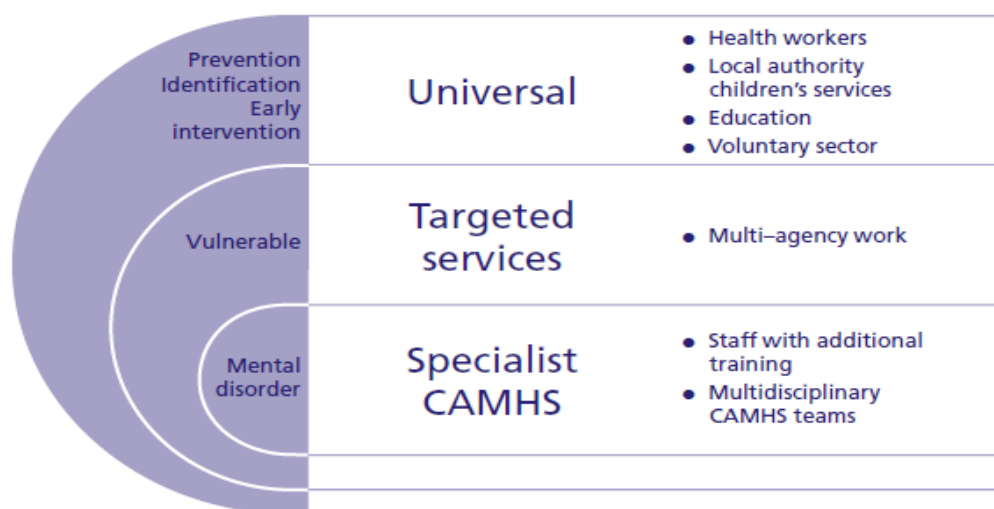 Prevention
Identification
Early
intervention
Universal
● Health workers
● Local authority
children's services
● Education
● Voluntary sector
Vulnerable
Targeted
services
● Multi–agency work
Mental
disorder
Specialist
CAMHS
● Staff with additional
training
● Multidisciplinary
CAMHS teams